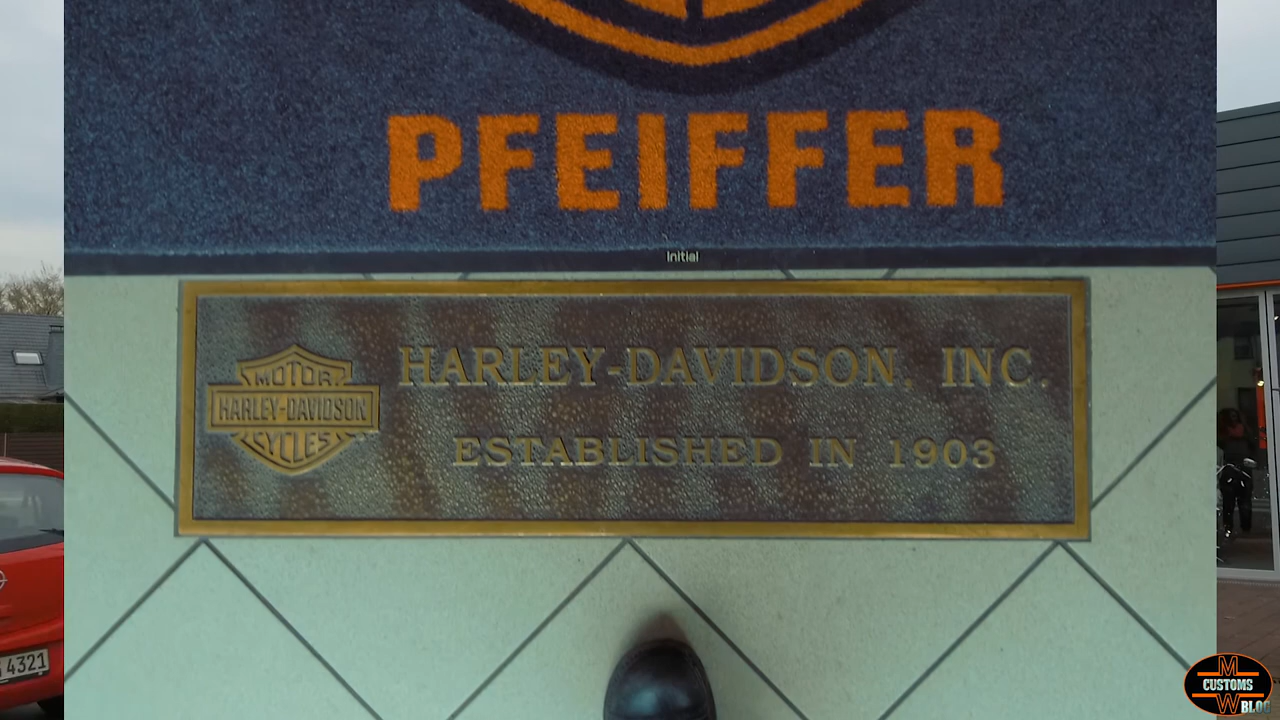 PFEIFFER
Initial
MOTOR
HARLEY-DAVIDSON
CYCLES
HARLEY-DAVIDSON, INC.
ESTABLISHED IN 1903
4321
M
CUSTOMS
W BLOG